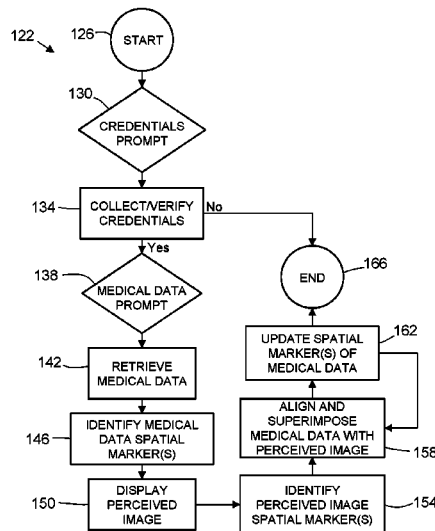 122
126
START
130
CREDENTIALS
PROMPT
134
COLLECT/VERIFY
CREDENTIALS
No
Yes
138
MEDICAL DATA
PROMPT
142
RETRIEVE
MEDICAL DATA
146
IDENTIFY MEDICAL
DATA SPATIAL
MARKER(S)
150
DISPLAY
PERCEIVED
IMAGE
IDENTIFY
PERCEIVED IMAGE
SPATIAL MARKER(S)
154
ALIGN AND
SUPERIMPOSE
MEDICAL DATA WITH
PERCEIVED IMAGE
158
UPDATE SPATIAL
MARKER(S) OF
MEDICAL DATA
162
END
166